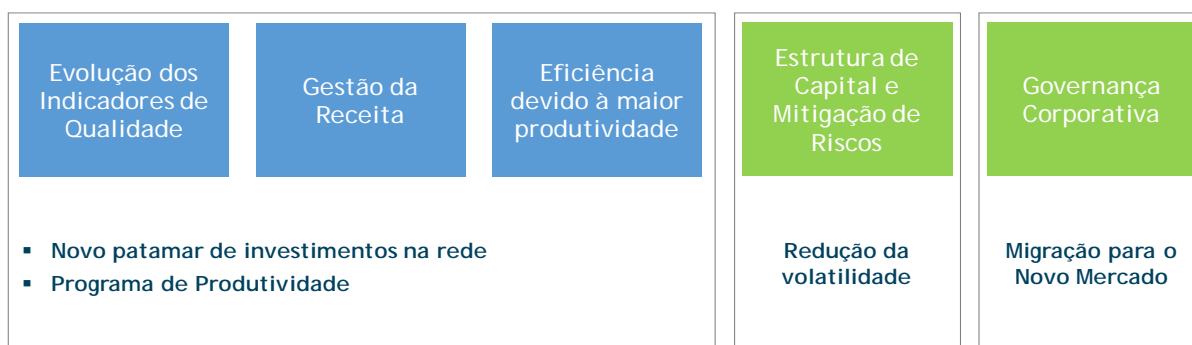 Evolução dos
Indicadores de
Qualidade
Gestão da
Receita
Eficiência
devido à maior
produtividade
Estrutura de
Capital e
Mitigação de
Riscos
Governança
Corporativa
▪ Novo patamar de investimentos na rede
▪ Programa de Produtividade
Redução da
volatilidade
Migração para o
Novo Mercado